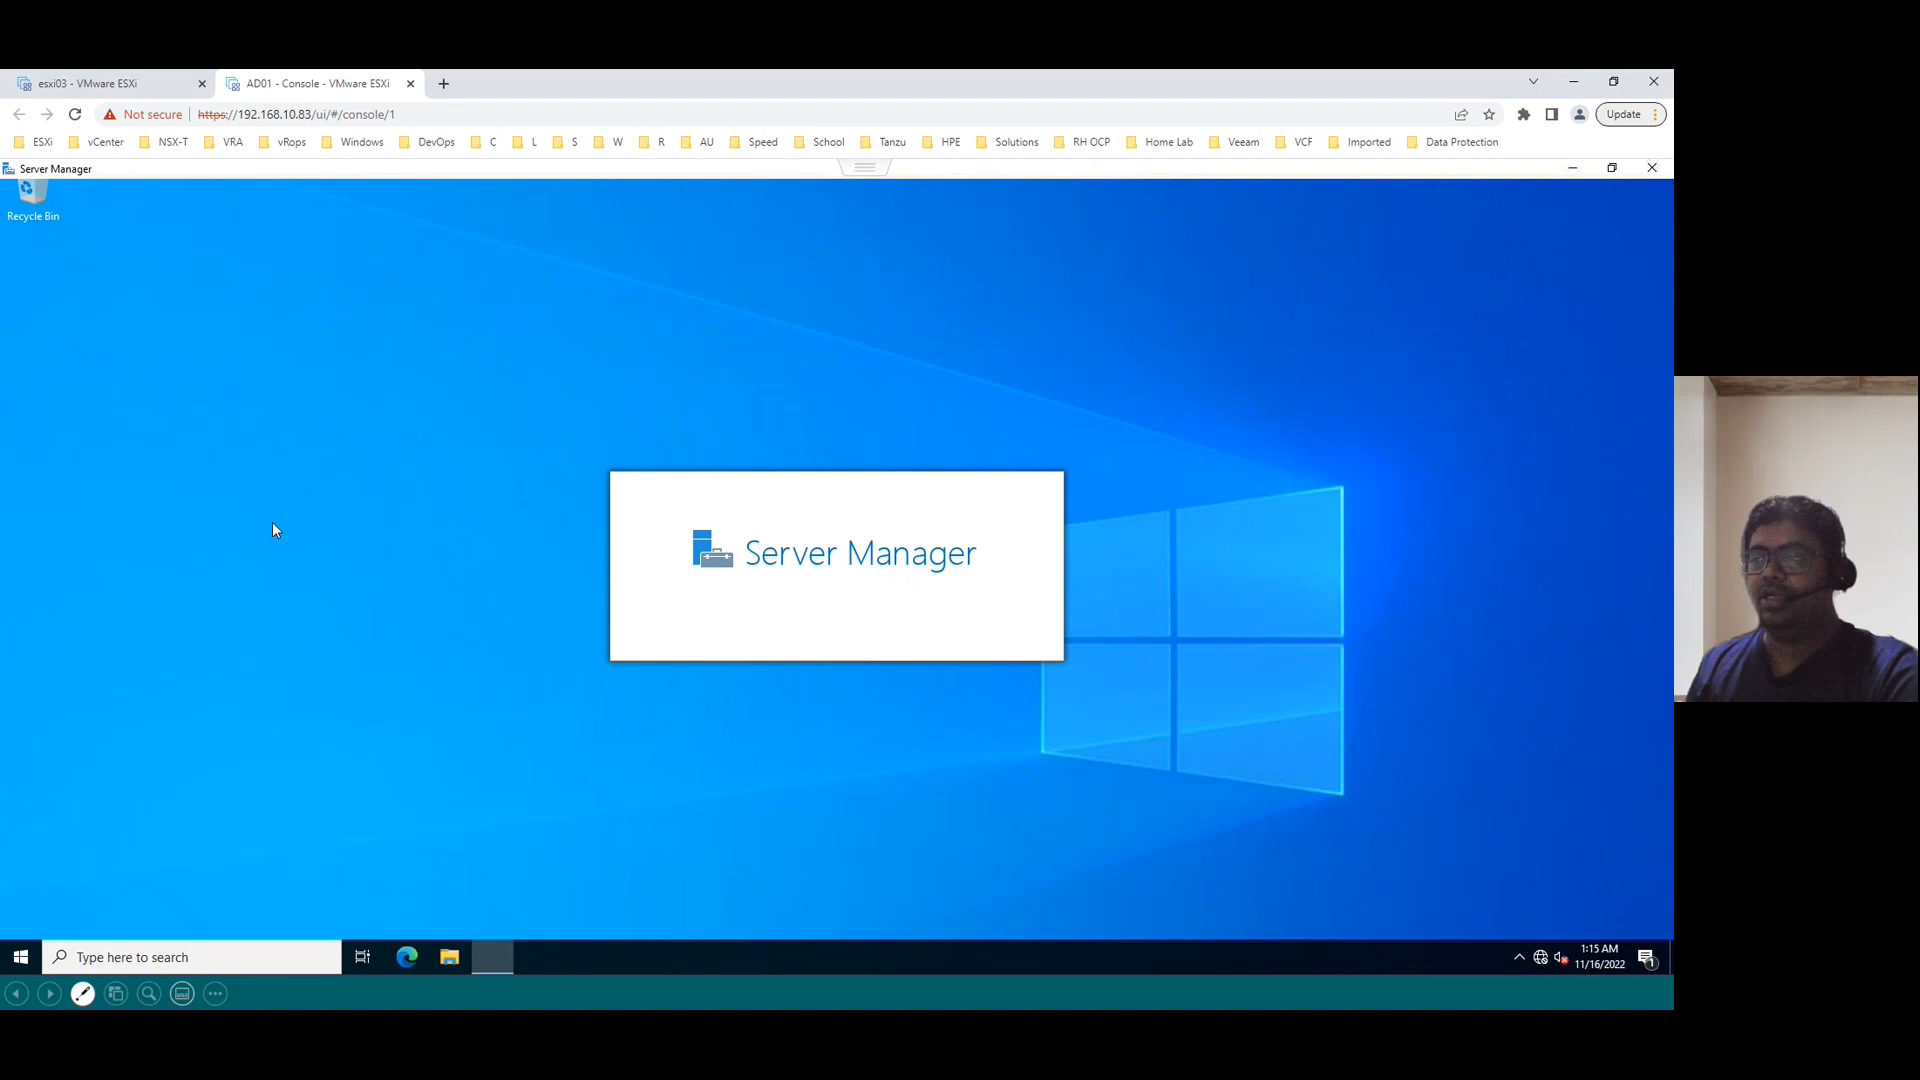 esxi03 - VMware ESXi
AD01 - Console - VMware ESXi
Not secure
https://192.168.10.83/ui/#/console/1
Update
ESXi
vCenter
NSX-T
VRA
vRops
Windows
DevOps
C
L
S
W
R
AU
Speed
School
Tanzu
HPE
Solutions
RH OCP
Home Lab
Veeam
VCF
Imported
Data Protection
Server Manager
Recycle Bin
Server Manager
Type here to search
1:15 AM
11/16/2022
1